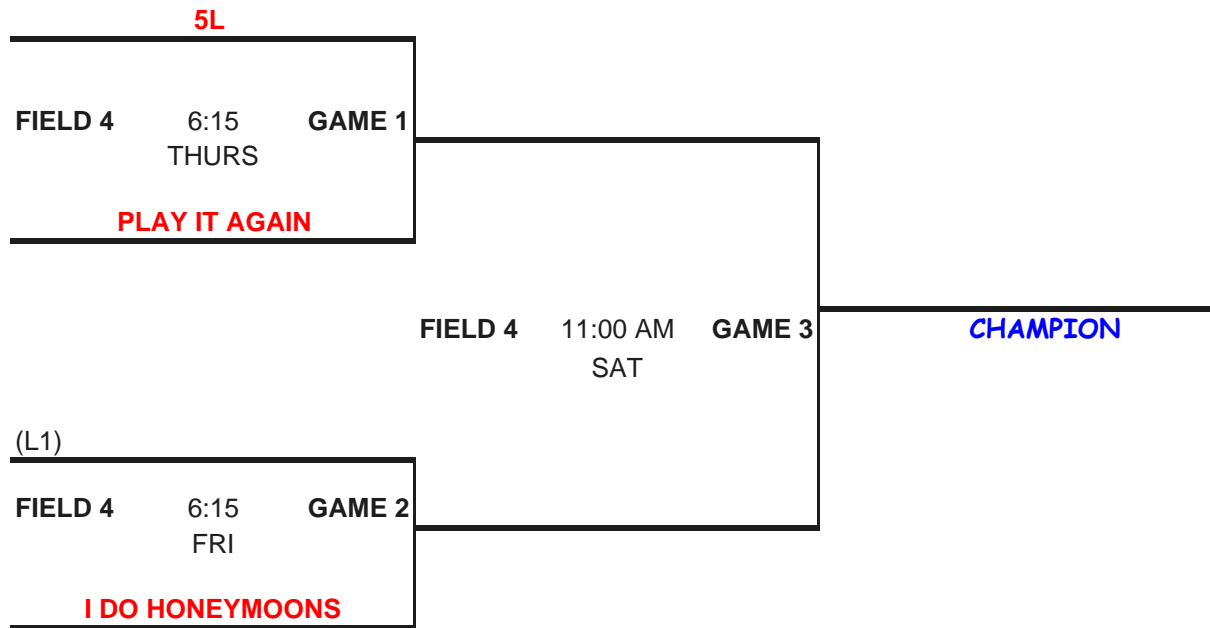 5L
FIELD 4 6:15 GAME 1
THURS
PLAY IT AGAIN
FIELD 4 11:00 AM GAME 3
SAT
CHAMPION
(L1)
FIELD 4 6:15 GAME 2
FRI
I DO HONEYMOONS